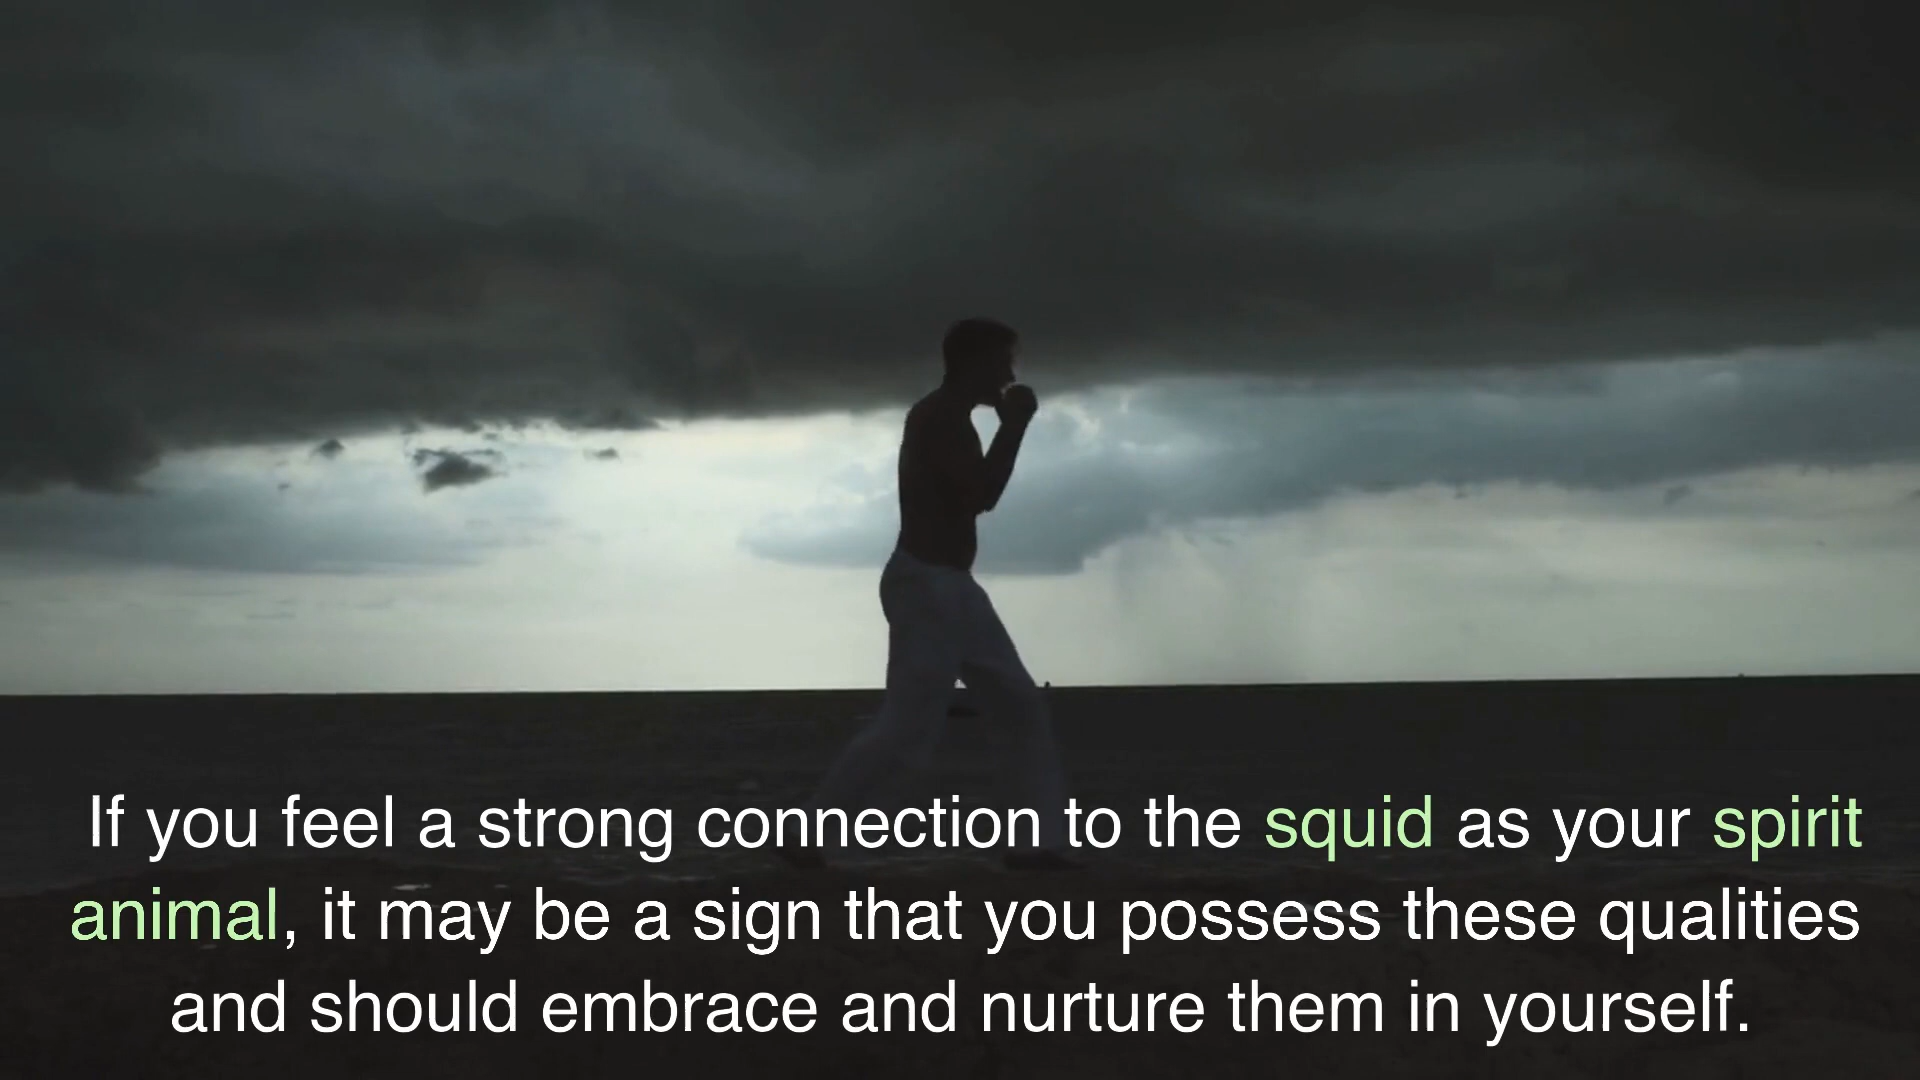 If you feel a strong connection to the squid as your spirit
animal, it may be a sign that you possess these qualities
and should embrace and nurture them in yourself.